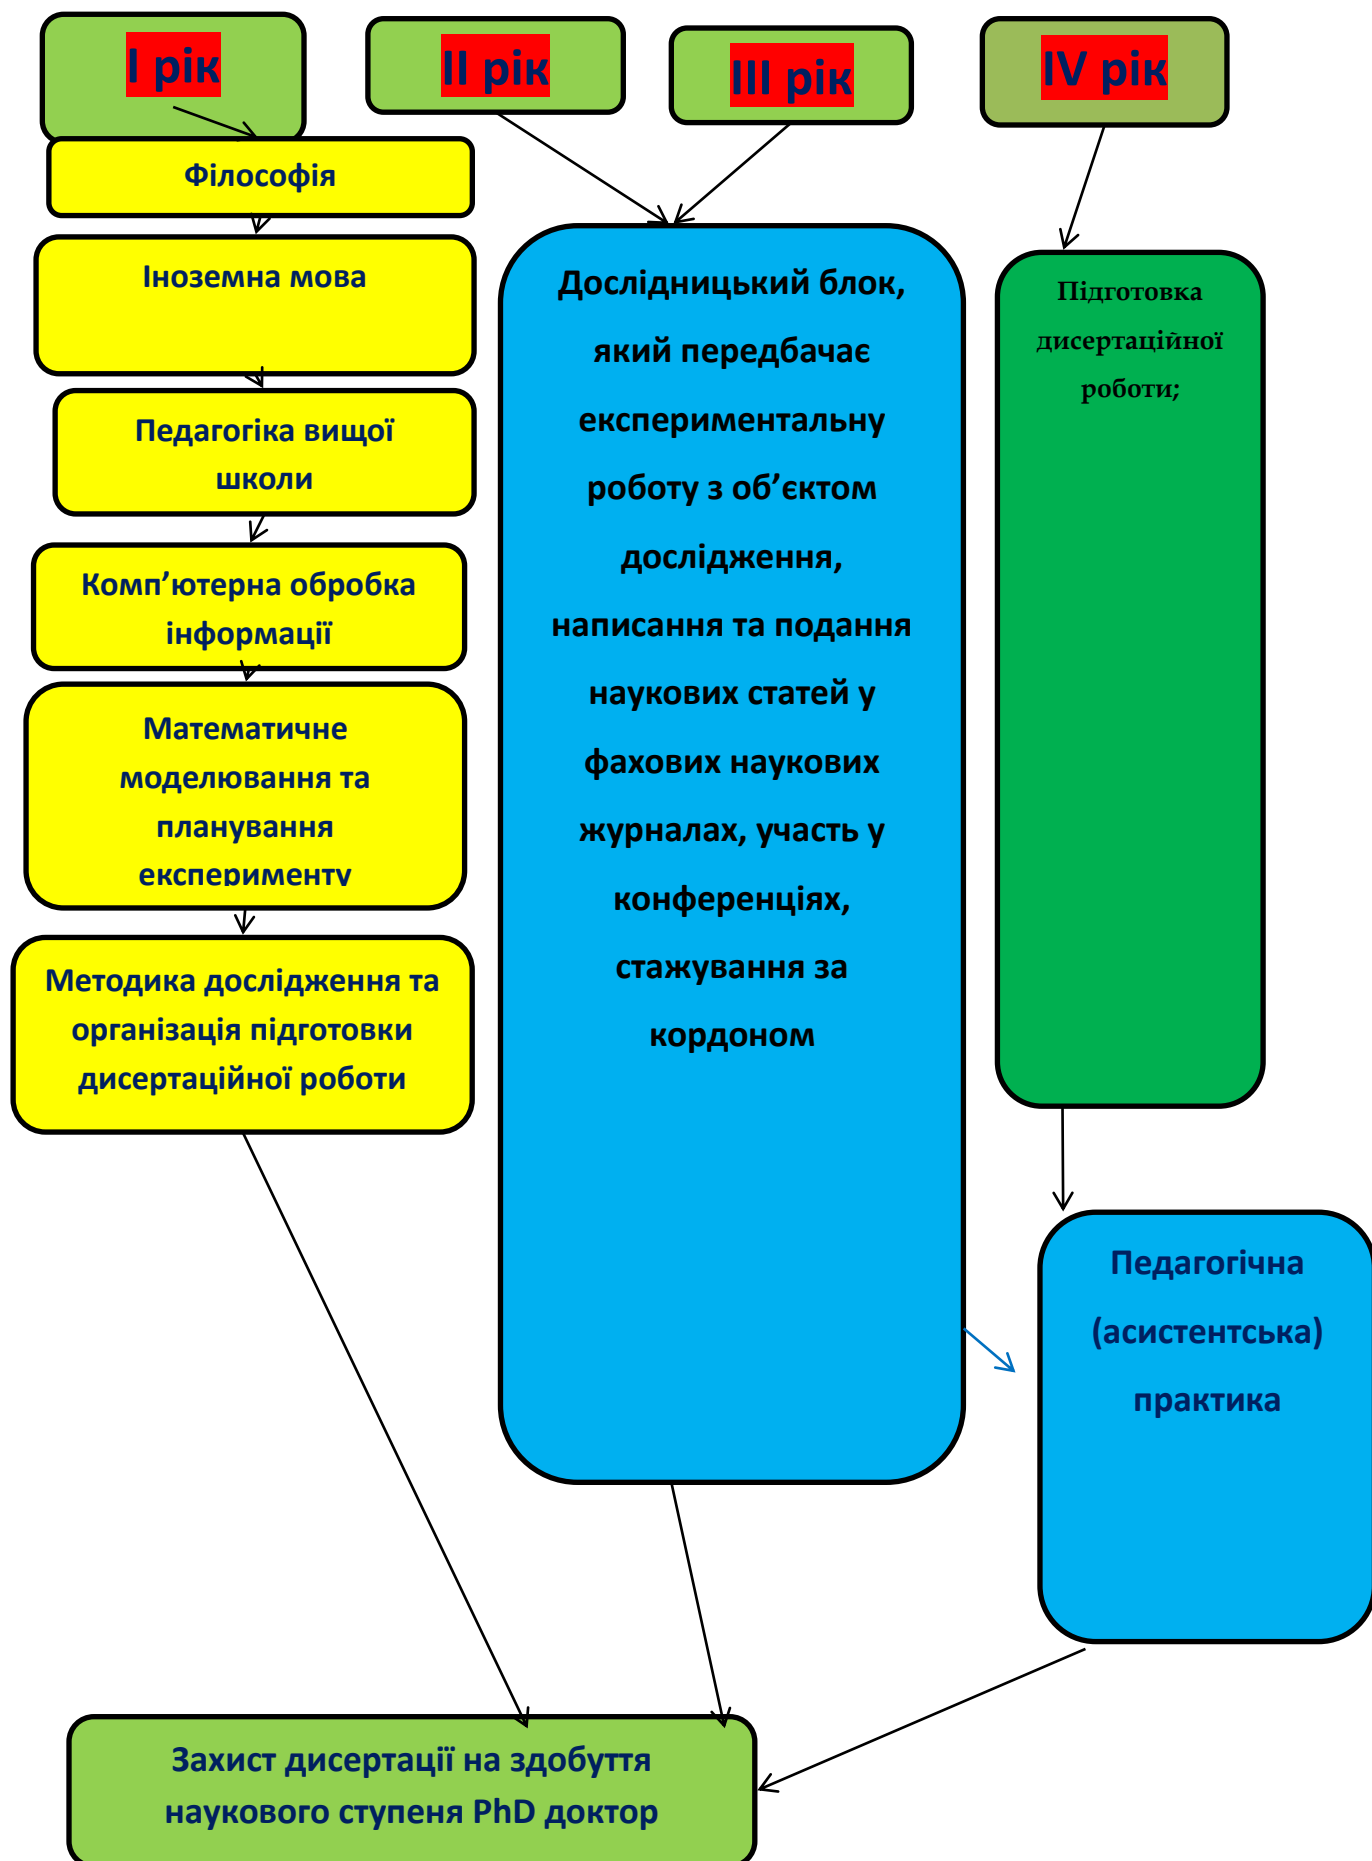 І рік
ІІ рік
ІІІ рік
IV рік
Філософія
Іноземна мова
Педагогіка вищої
школи
Комп’ютерна обробка
інформації
Математичне
моделювання та
планування
експерименту
Методика дослідження та
організація підготовки
дисертаційної роботи
Дослідницький блок,
який передбачає
експериментальну
роботу з об’єктом
дослідження,
написання та подання
наукових статей у
фахових наукових
журналах, участь у
конференціях,
стажування за
кордоном
Підготовка
дисертаційної
роботи;
Педагогічна
(асистентська)
практика
Захист дисертації на здобуття
наукового ступеня PhD доктор